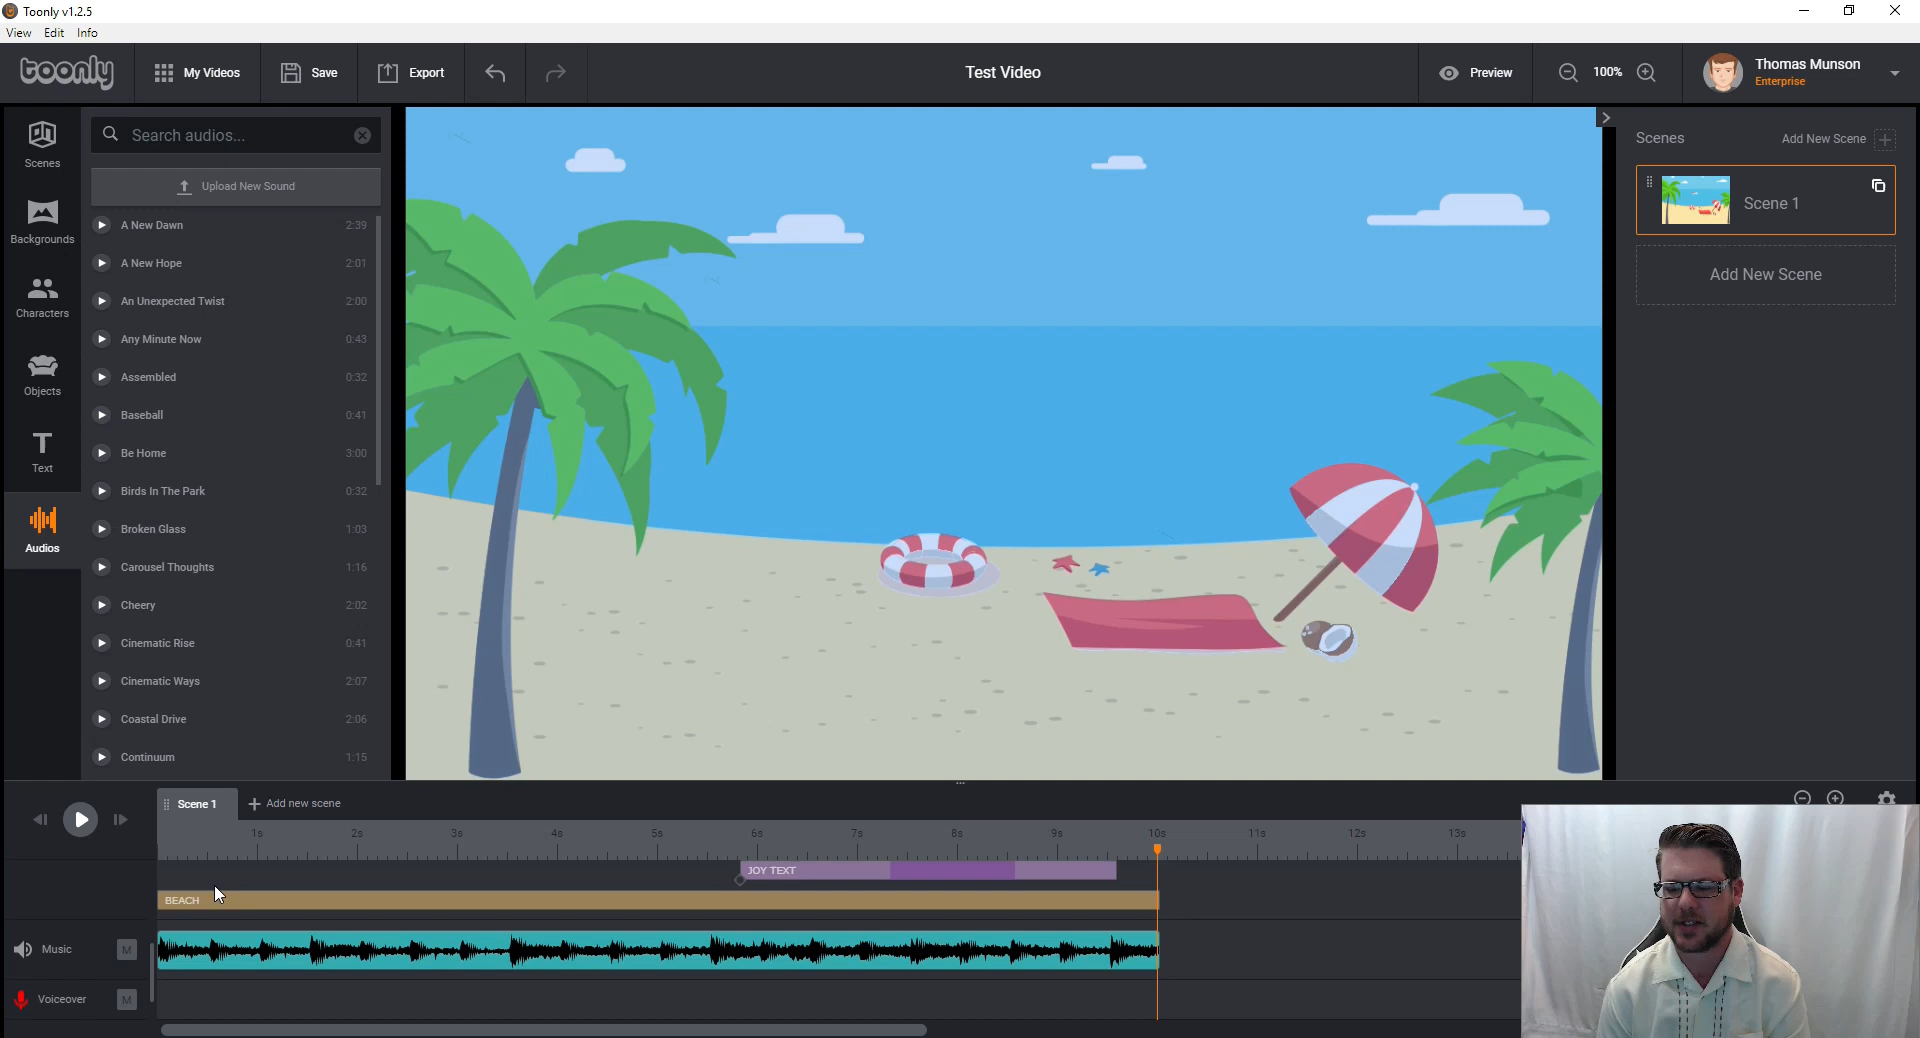 Toonly v1.2.5
View Edit Info
toonly
My Videos
Save
Export
Test Video
Preview
100%
Thomas Munson
Enterprise
Scenes
Backgrounds
Characters
Objects
T
Text
Audios
Search audios...
Upload New Sound
A New Dawn 2:39
A New Hope 2:01
An Unexpected Twist 2:00
Any Minute Now 0:43
Assembled 0:32
Baseball 0:41
Be Home 3:00
Birds In The Park 0:32
Broken Glass 1:03
Carousel Thoughts 1:16
Cheery 2:02
Cinematic Rise 0:41
Cinematic Ways 2:07
Coastal Drive 2:06
Continuum 1:15
Scenes Add New Scene
Scene 1
Add New Scene
Scene 1 Add new scene
1s 2s 3s 4s 5s 6s 7s 8s 9s 10s 11s 12s 13s
JOY TEXT
BEACH
Music M
Voiceover M